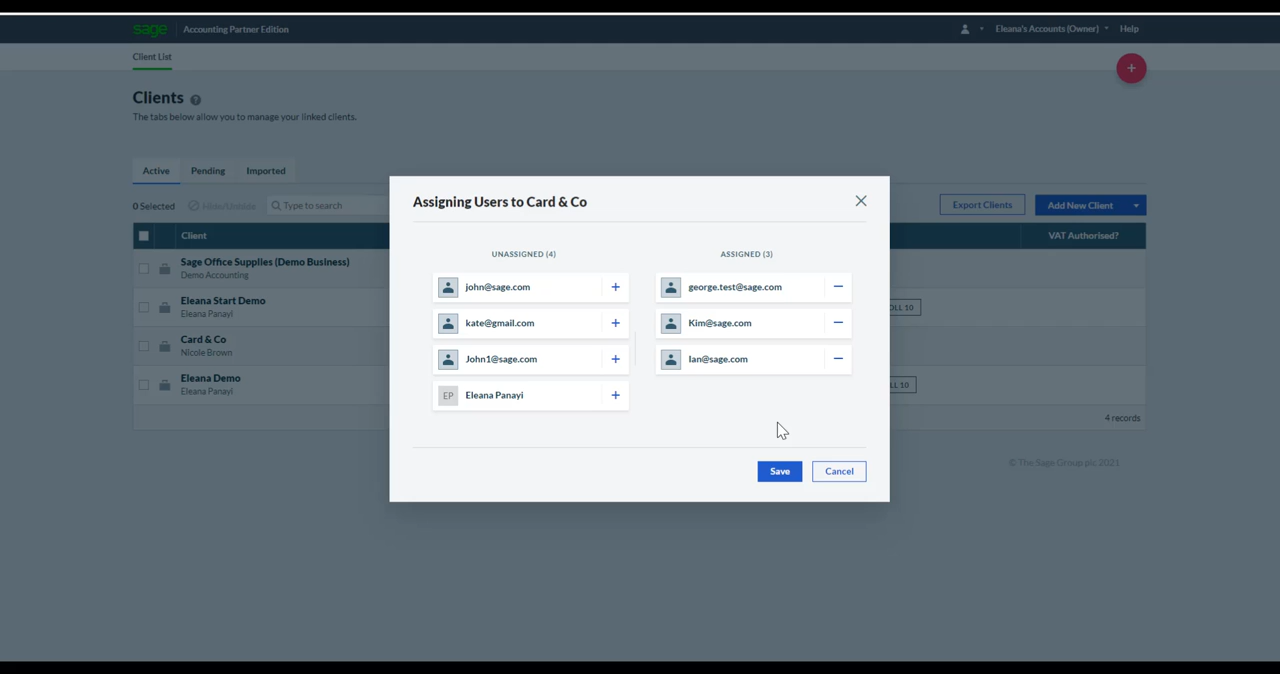 sage Accounting Partner Edition Eleana's Accounts (Owner) Help
Client List
+
Clients ?
The tabs below allow you to manage your linked clients.
Active Pending Imported
0 Selected Type to search Export Clients Add New Client
Client VAT Authorised?
Sage Office Supplies (Demo Business)
Demo Accounting
Eleana Start Demo
Eleana Panayi
Card & Co
Nicole Brown
Eleana Demo
Eleana Panayi
OLL 10
LL 10
4 records
© The Sage Group plc 2021
Assigning Users to Card & Co
UNASSIGNED (4) ASSIGNED (3)
john@sage.com + george.test@sage.com −
kate@gmail.com + Kim@sage.com −
John1@sage.com + Ian@sage.com −
EP Eleana Panayi +
Save Cancel